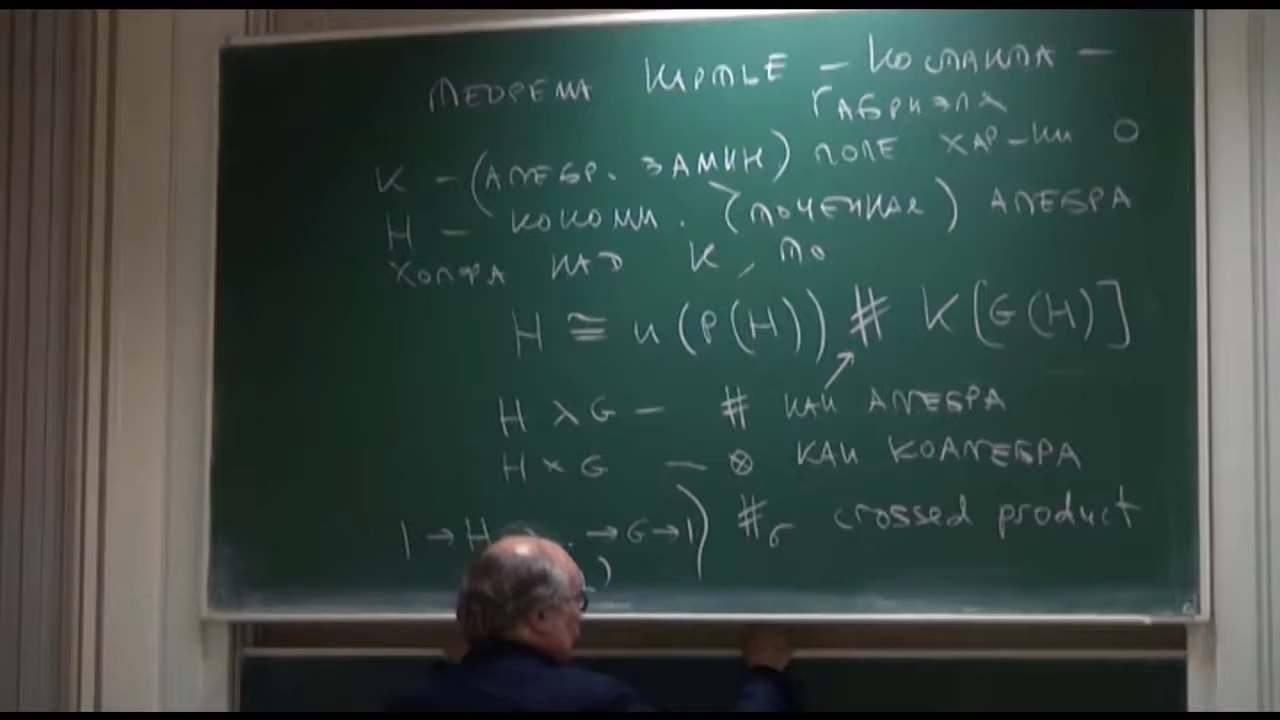 ТЕОРЕМА КАРТЬЕ – КОСТАНТА –
ГАБРИЭЛЯ
K – (АЛГЕБР. ЗАМКН) ПОЛЕ ХАР-КИ 0
H – КОКОММ. (ТОЧЕЧНАЯ) АЛГЕБРА
ХОПФА НАД K, ТО
H ≅ u(P(H)) # K[G(H)]
H λ G – # КАК АЛГЕБРА
H × G – ⊗ КАК КОАЛГЕБРА
1 → H → . → G → 1) #σ crossed product